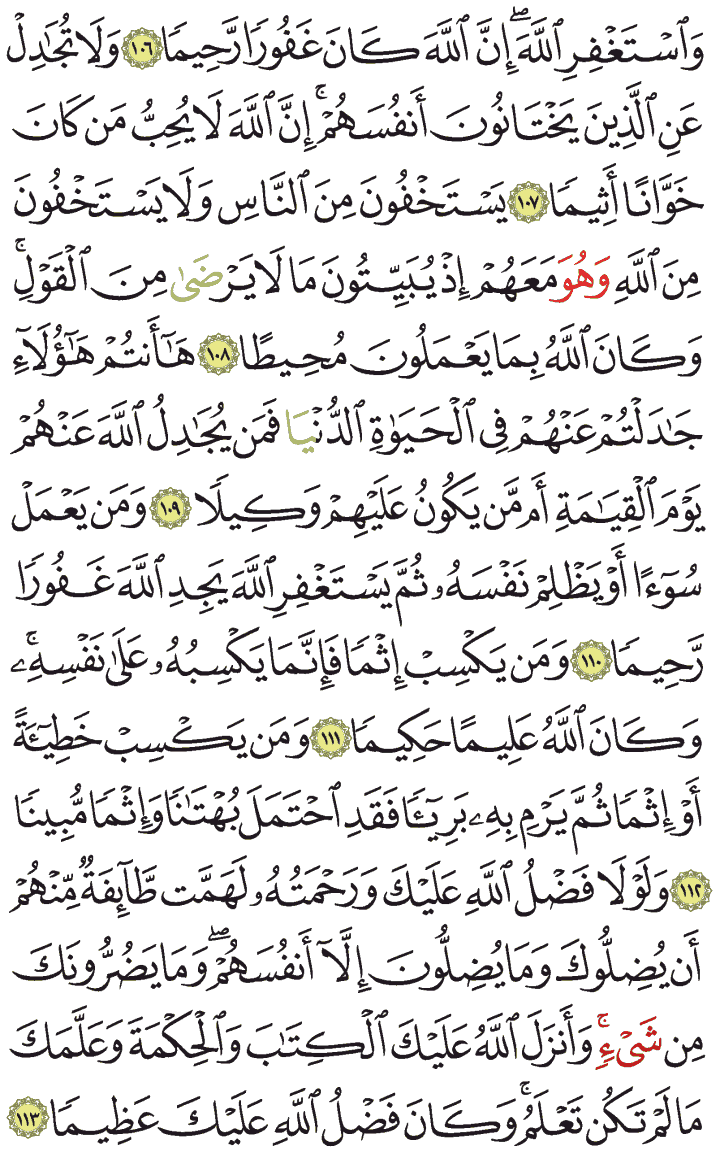 وَٱسْتَغْفِرِ ٱللَّهَۖ إِنَّ ٱللَّهَ كَانَ غَفُورًا رَّحِيمًا ١٠٦ وَلَا تُجَٰدِلْ
عَنِ ٱلَّذِينَ يَخْتَانُونَ أَنفُسَهُمْۚ إِنَّ ٱللَّهَ لَا يُحِبُّ مَن كَانَ
خَوَّانًا أَثِيمًا ١٠٧ يَسْتَخْفُونَ مِنَ ٱلنَّاسِ وَلَا يَسْتَخْفُونَ
مِنَ ٱللَّهِ وَهُوَ مَعَهُمْ إِذْ يُبَيِّتُونَ مَا لَا يَرْضَىٰ مِنَ ٱلْقَوْلِۚ
وَكَانَ ٱللَّهُ بِمَا يَعْمَلُونَ مُحِيطًا ١٠٨ هَٰٓأَنتُمْ هَٰٓؤُلَآءِ
جَٰدَلْتُمْ عَنْهُمْ فِى ٱلْحَيَوٰةِ ٱلدُّنْيَا فَمَن يُجَٰدِلُ ٱللَّهَ عَنْهُمْ
يَوْمَ ٱلْقِيَٰمَةِ أَم مَّن يَكُونُ عَلَيْهِمْ وَكِيلًا ١٠٩ وَمَن يَعْمَلْ
سُوٓءًا أَوْ يَظْلِمْ نَفْسَهُۥ ثُمَّ يَسْتَغْفِرِ ٱللَّهَ يَجِدِ ٱللَّهَ غَفُورًا
رَّحِيمًا ١١٠ وَمَن يَكْسِبْ إِثْمًا فَإِنَّمَا يَكْسِبُهُۥ عَلَىٰ نَفْسِهِۦۚ
وَكَانَ ٱللَّهُ عَلِيمًا حَكِيمًا ١١١ وَمَن يَكْسِبْ خَطِيٓـَٔةً
أَوْ إِثْمًا ثُمَّ يَرْمِ بِهِۦ بَرِيٓـًٔا فَقَدِ ٱحْتَمَلَ بُهْتَٰنًا وَإِثْمًا مُّبِينًا
١١٢ وَلَوْلَا فَضْلُ ٱللَّهِ عَلَيْكَ وَرَحْمَتُهُۥ لَهَمَّت طَّآئِفَةٌ مِّنْهُمْ
أَن يُضِلُّوكَ وَمَا يُضِلُّونَ إِلَّآ أَنفُسَهُمْۖ وَمَا يَضُرُّونَكَ
مِن شَىْءٍۚ وَأَنزَلَ ٱللَّهُ عَلَيْكَ ٱلْكِتَٰبَ وَٱلْحِكْمَةَ وَعَلَّمَكَ
مَا لَمْ تَكُن تَعْلَمُۚ وَكَانَ فَضْلُ ٱللَّهِ عَلَيْكَ عَظِيمًا ١١٣